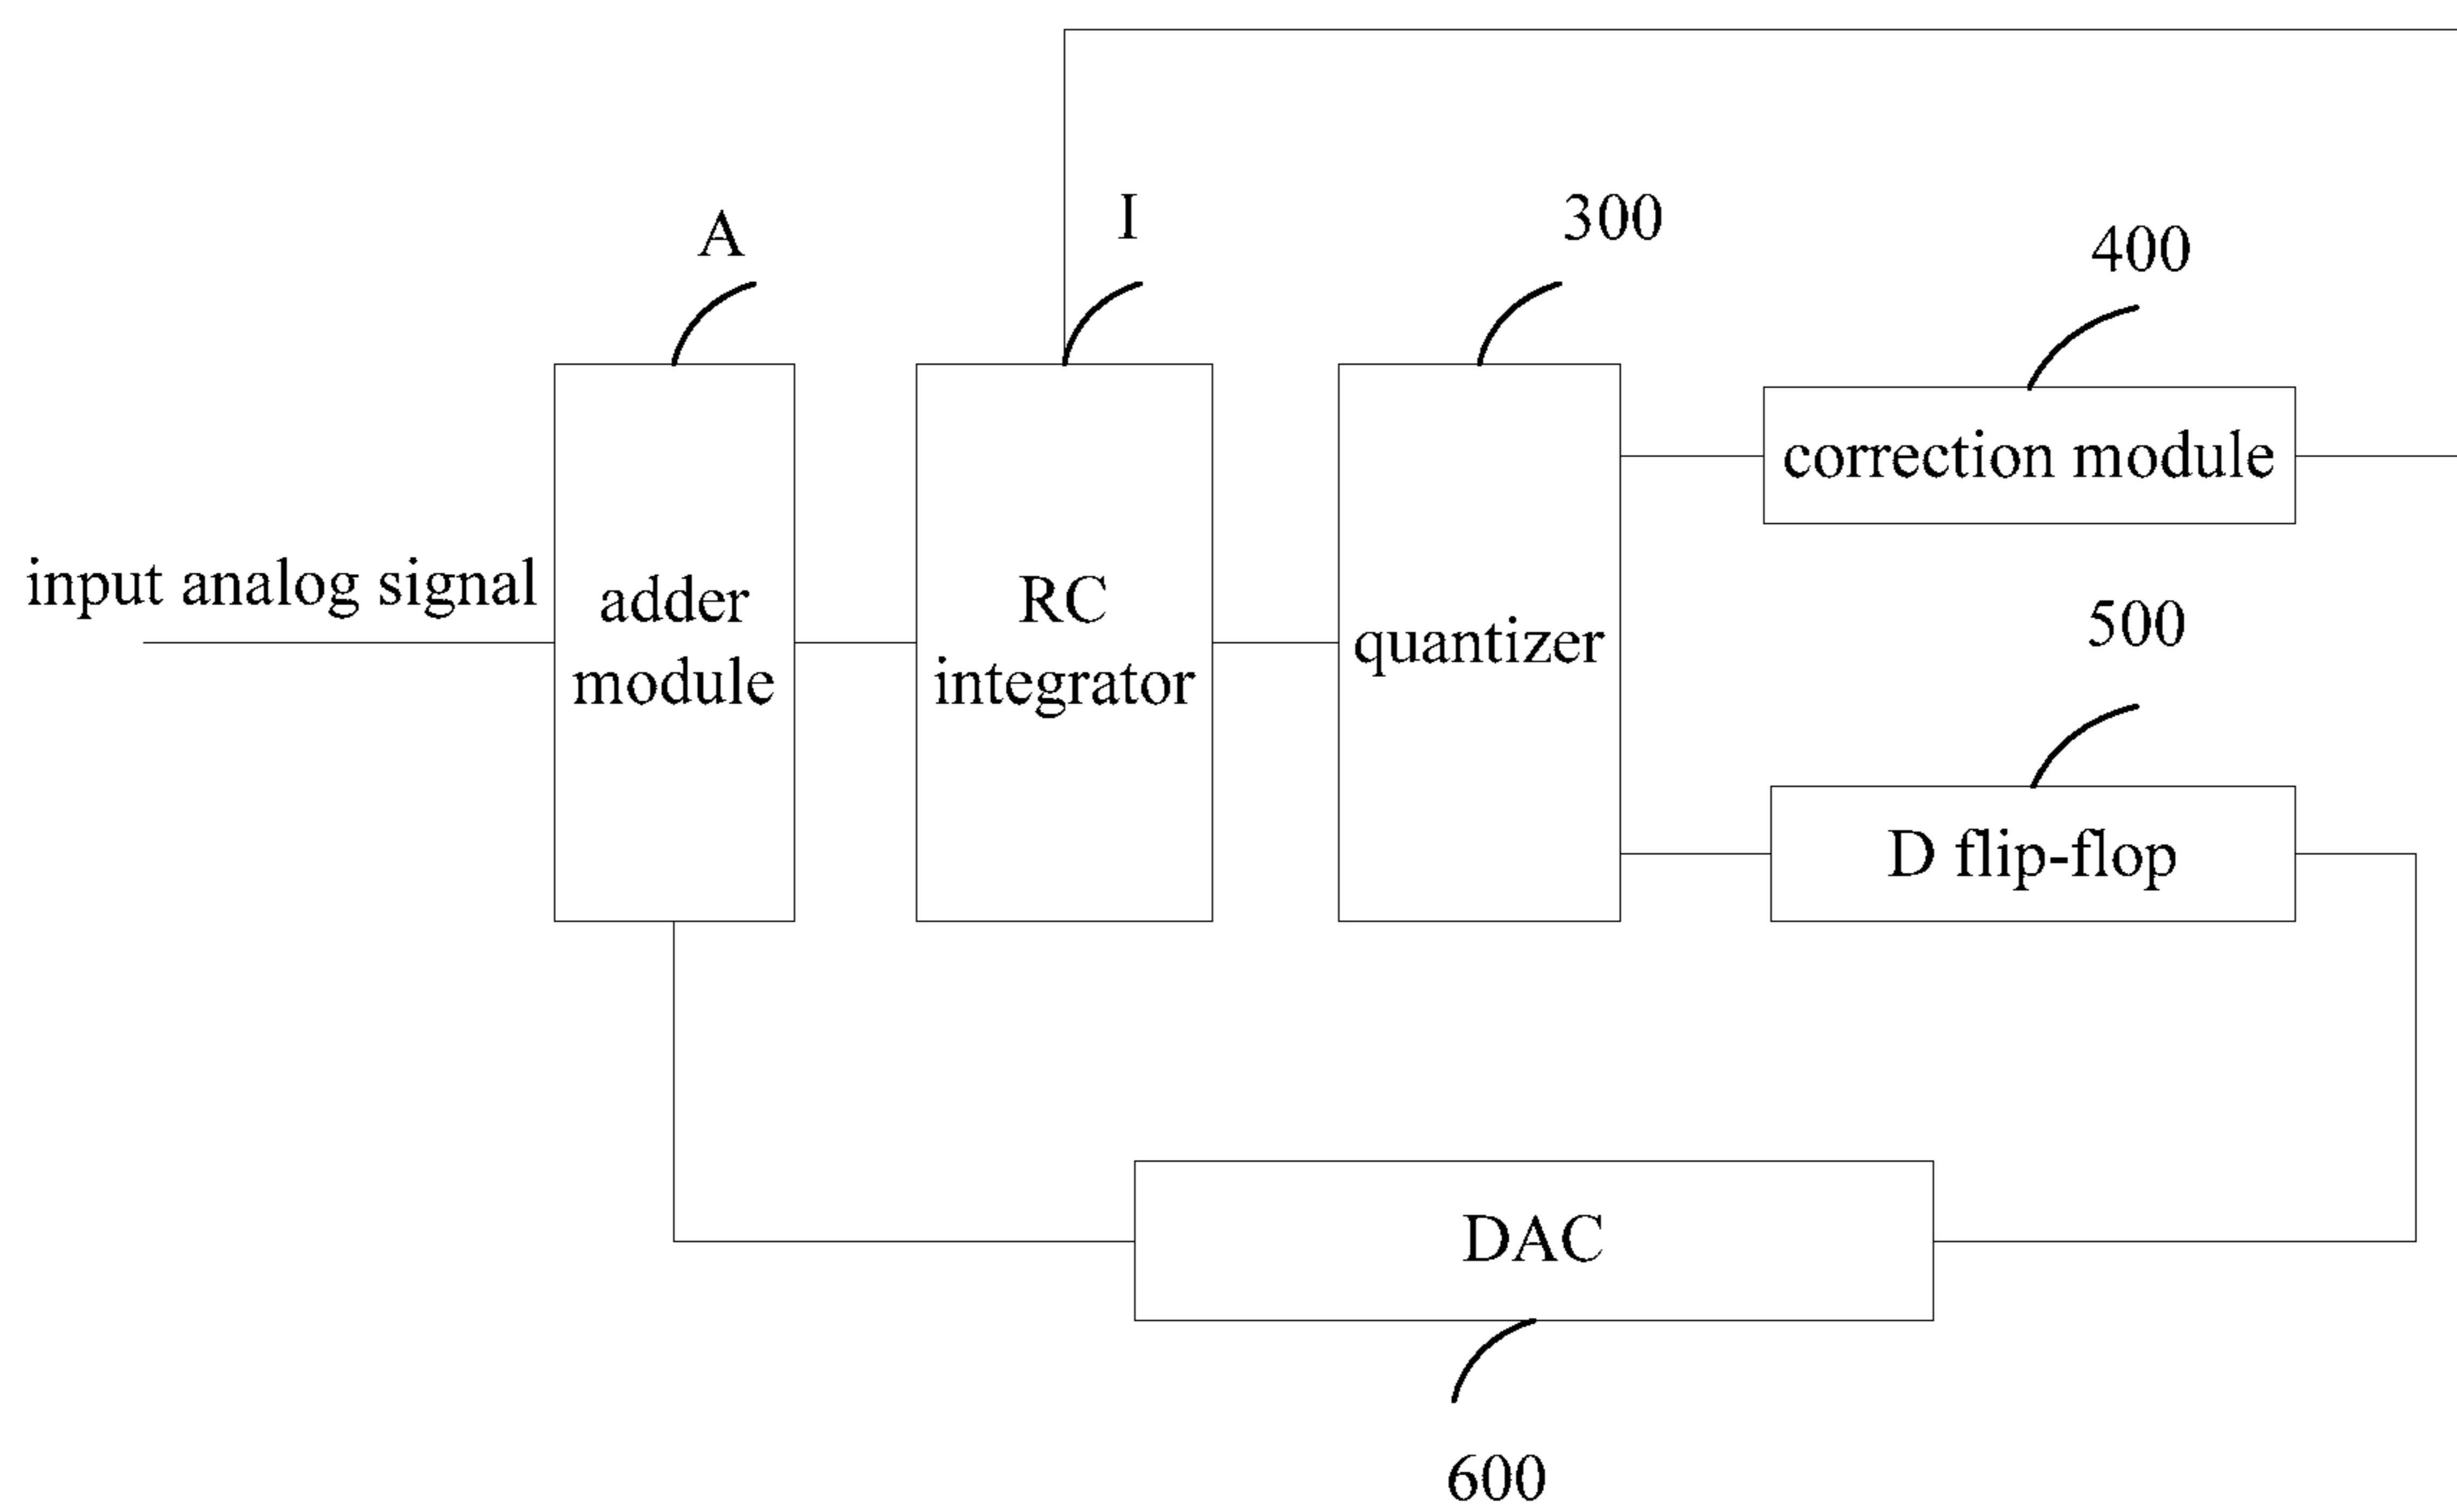 A
I
300
400
input analog signal
adder
module
RC
integrator
quantizer
correction module
500
D flip-flop
DAC
600